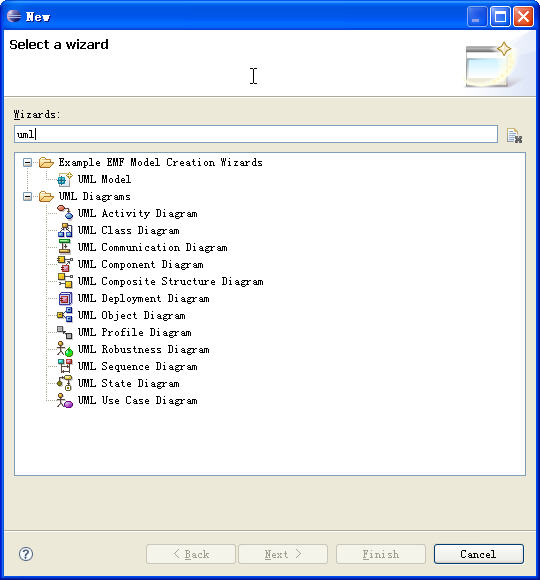 New
Select a wizard
Wizards:
uml
Example EMF Model Creation Wizards
UML Model
UML Diagrams
UML Activity Diagram
UML Class Diagram
UML Communication Diagram
UML Component Diagram
UML Composite Structure Diagram
UML Deployment Diagram
UML Object Diagram
UML Profile Diagram
UML Robustness Diagram
UML Sequence Diagram
UML State Diagram
UML Use Case Diagram
? < Back Next > Finish Cancel